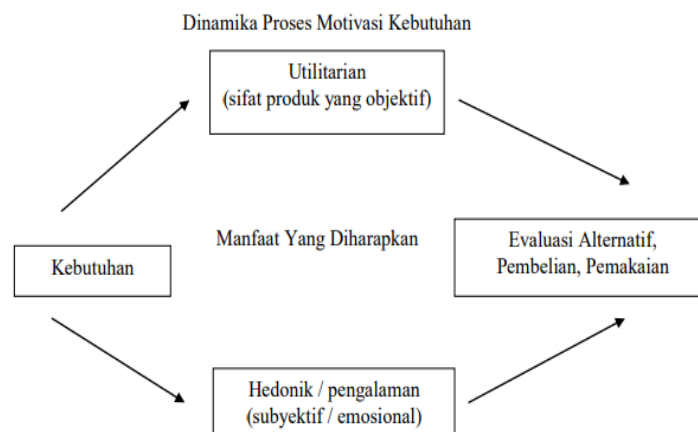 Dinamika Proses Motivasi Kebutuhan
Utilitarian
(sifat produk yang objektif)
Manfaat Yang Diharapkan
Kebutuhan
Evaluasi Alternatif,
Pembelian, Pemakaian
Hedonik / pengalaman
(subyektif / emosional)